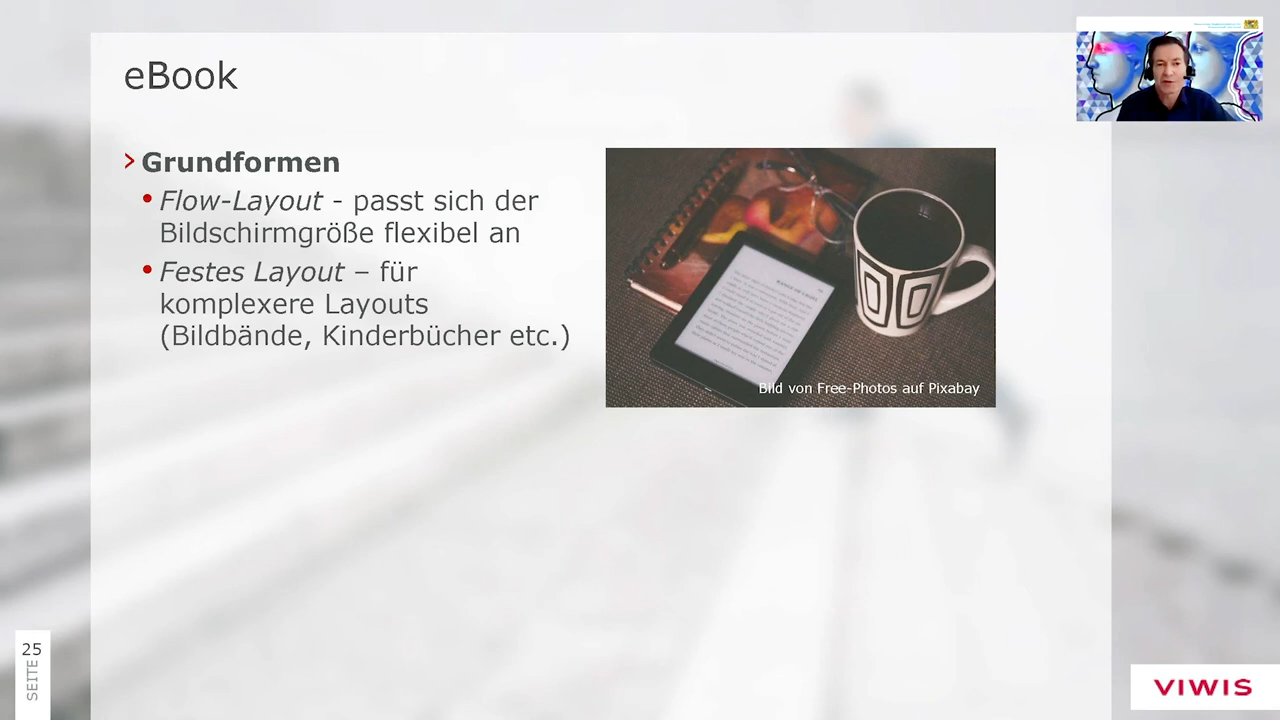 eBook
› Grundformen
• Flow-Layout - passt sich der
Bildschirmgröße flexibel an
• Festes Layout – für
komplexere Layouts
(Bildbände, Kinderbücher etc.)
Bild von Free-Photos auf Pixabay
25
SEITE
VIWIS